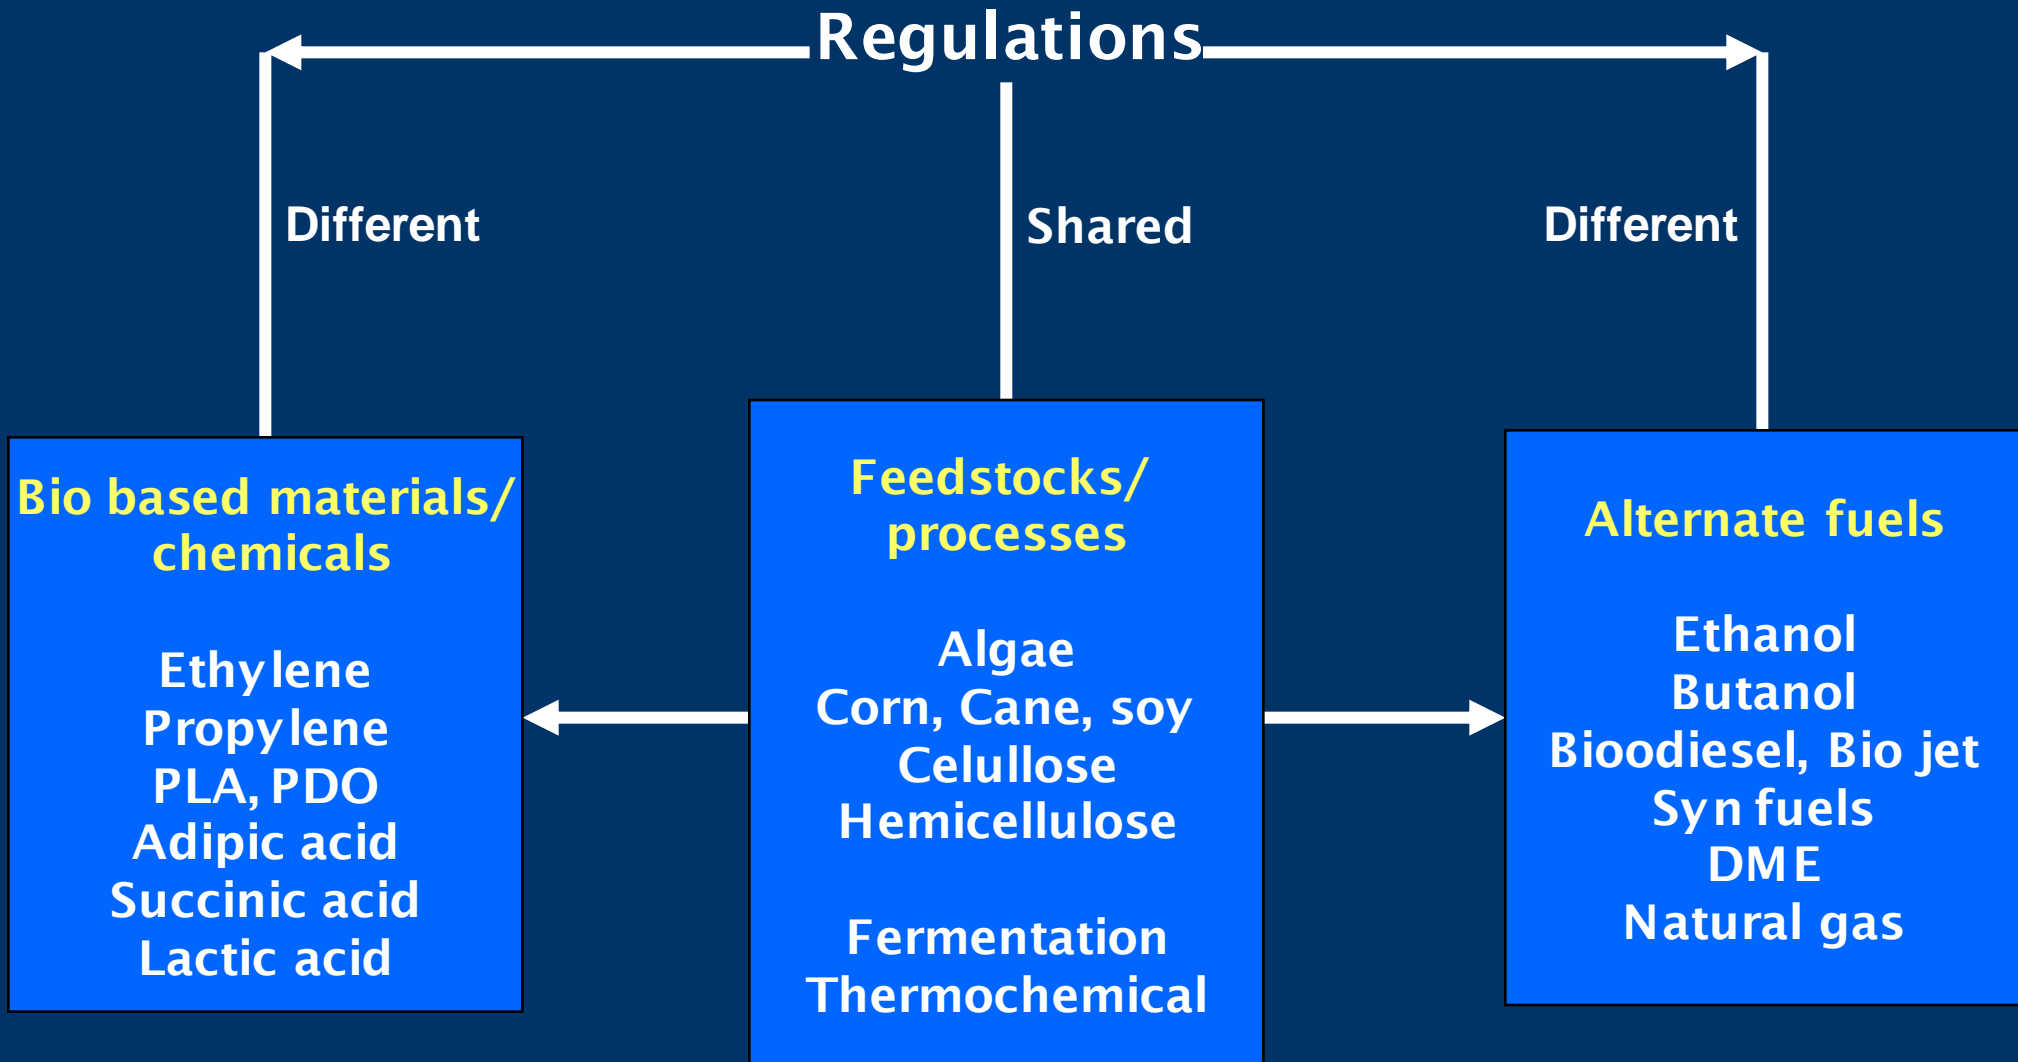 Regulations
Different
Shared
Different
Bio based materials/
chemicals
Ethylene
Propylene
PLA, PDO
Adipic acid
Succinic acid
Lactic acid
Feedstocks/
processes
Algae
Corn, Cane, soy
Celullose
Hemicellulose
Fermentation
Thermochemical
Alternate fuels
Ethanol
Butanol
Bioodiesel, Bio jet
Syn fuels
DME
Natural gas